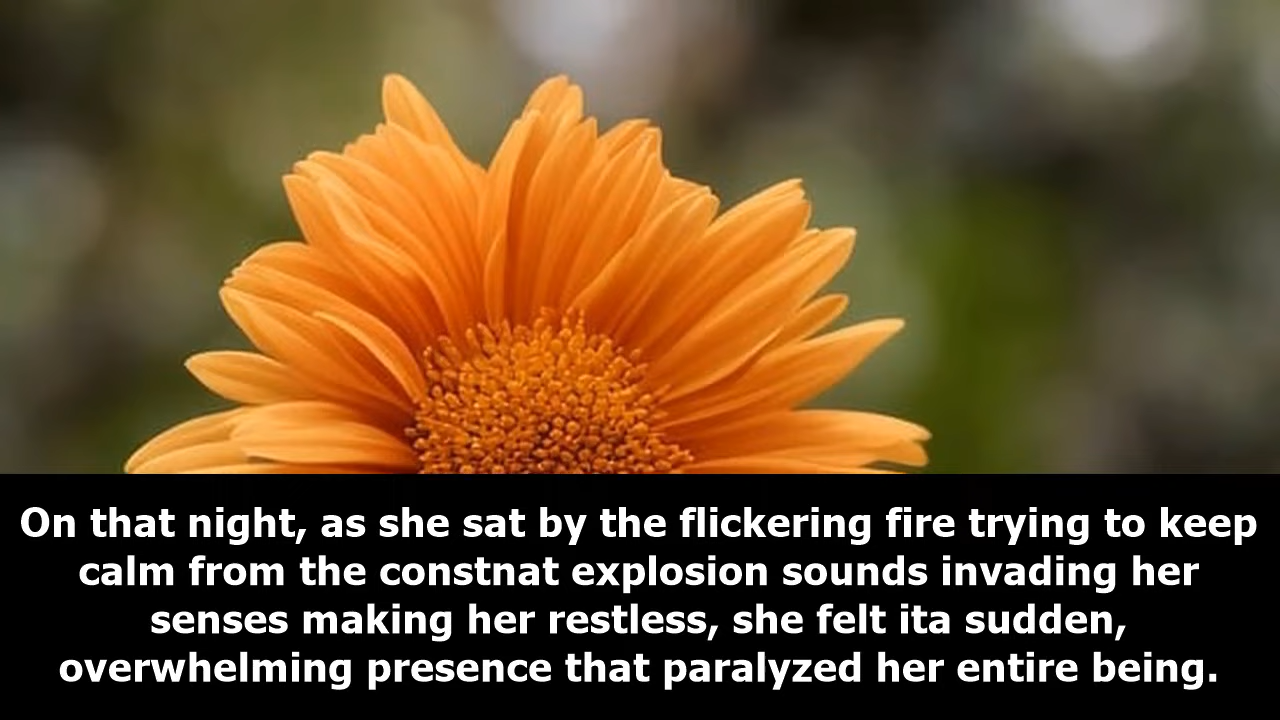 On that night, as she sat by the flickering fire trying to keep
calm from the constnat explosion sounds invading her
senses making her restless, she felt ita sudden,
overwhelming presence that paralyzed her entire being.